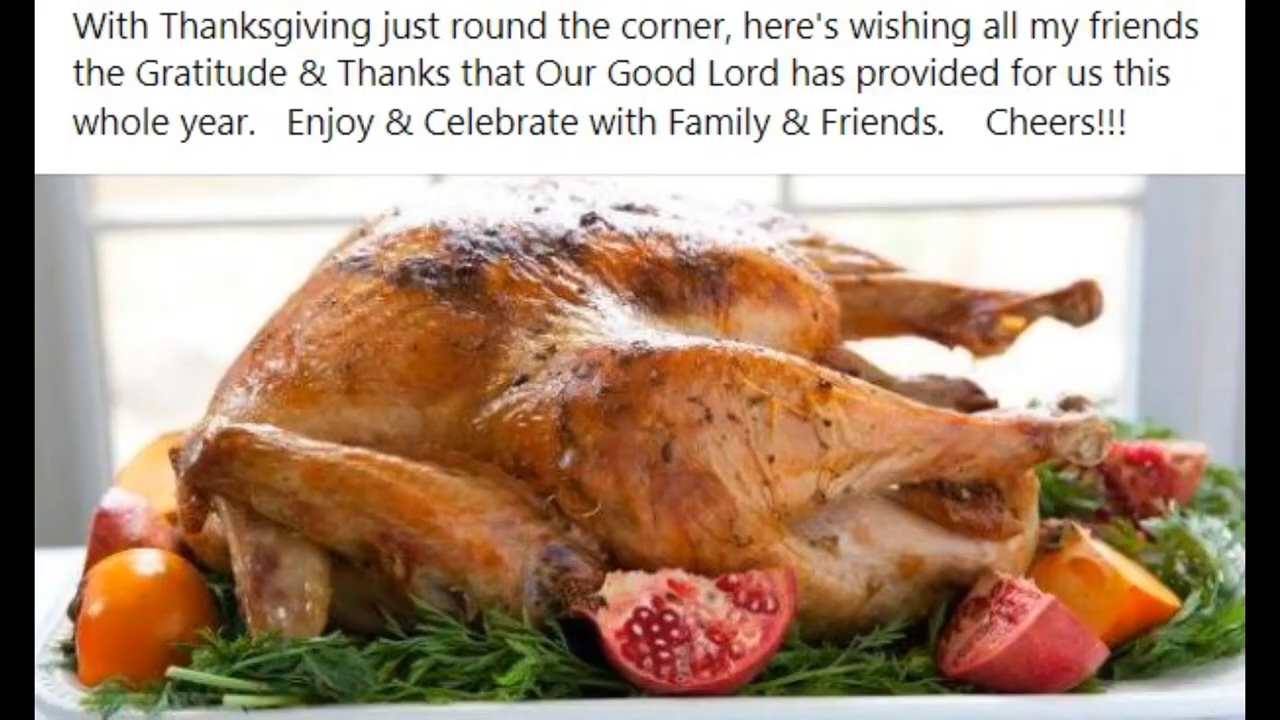 With Thanksgiving just round the corner, here's wishing all my friends
the Gratitude & Thanks that Our Good Lord has provided for us this
whole year.   Enjoy & Celebrate with Family & Friends.    Cheers!!!